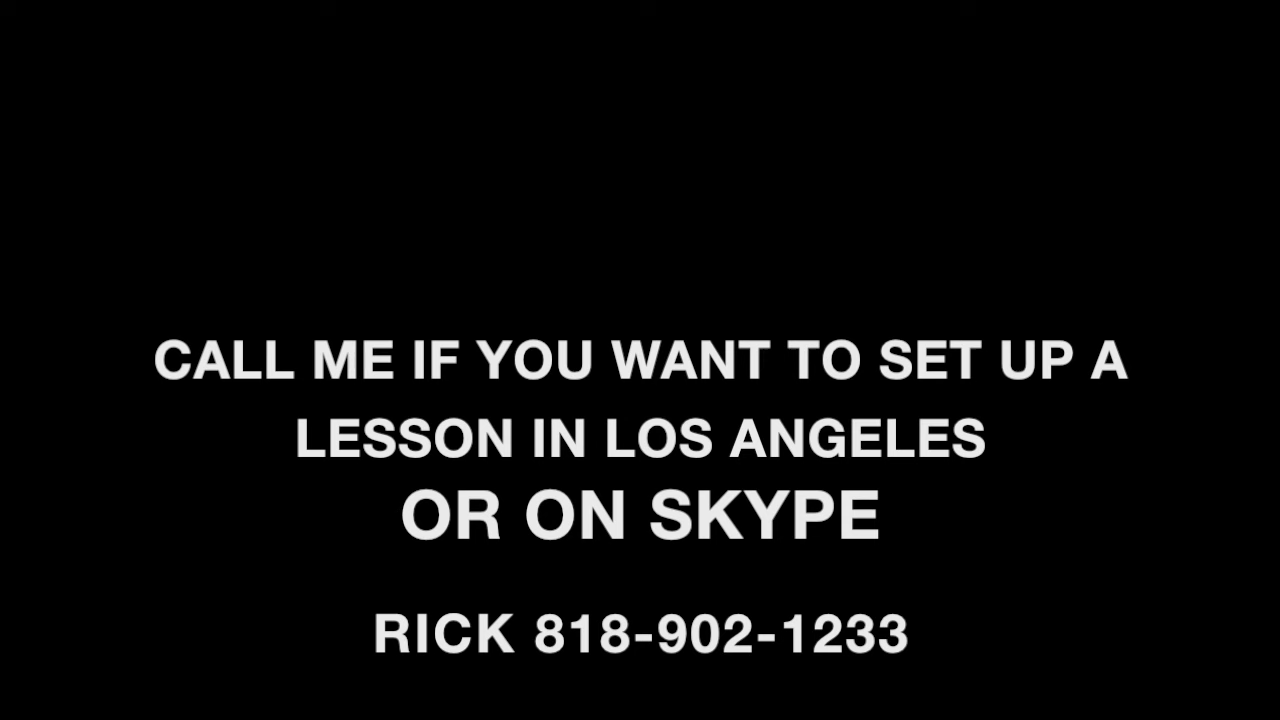 CALL ME IF YOU WANT TO SET UP A
LESSON IN LOS ANGELES
OR ON SKYPE
RICK 818-902-1233